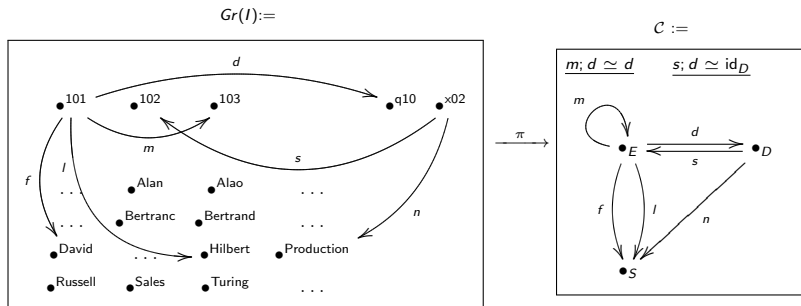 Gr(I):=
C :=
d
m; d ≃ d s; d ≃ id_D
101 102 103 q10 x02
m
m
π
d
s
E D
s
f l
Alan Alao
n
f l n
. . . . . .
Bertranc Bertrand
. . . . . .
David . . . Hilbert Production
S
Russell Sales Turing . . .